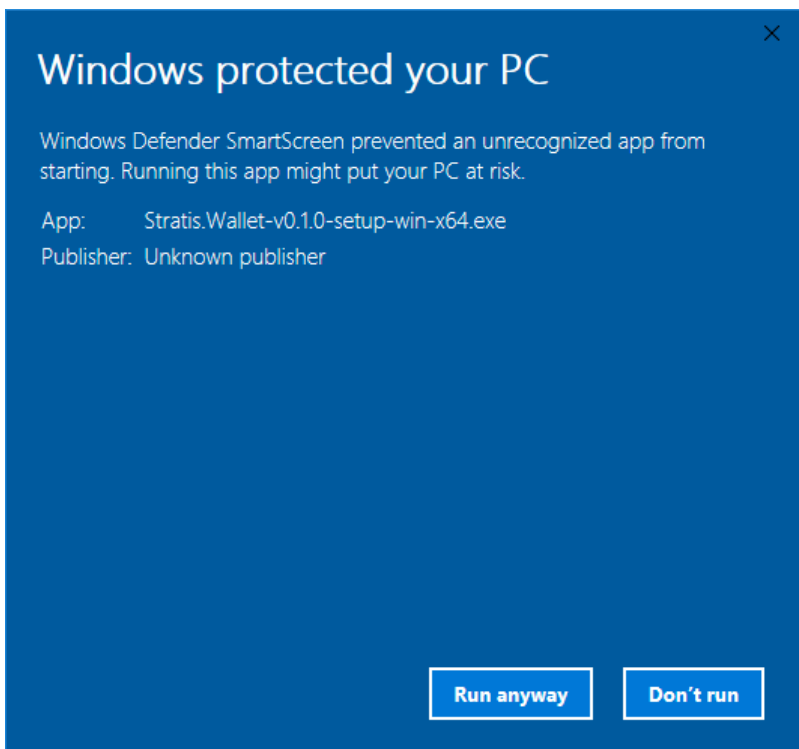 Windows protected your PC
Windows Defender SmartScreen prevented an unrecognized app from
starting. Running this app might put your PC at risk.
App: Stratis.Wallet-v0.1.0-setup-win-x64.exe
Publisher: Unknown publisher
Run anyway Don't run